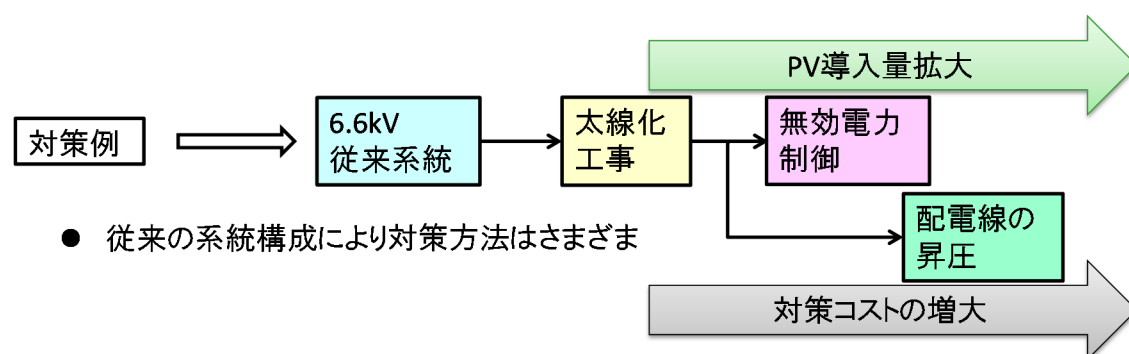 PV導入量拡大
対策例
6.6kV
従来系統
太線化
工事
無効電力
制御
配電線の
昇圧
● 従来の系統構成により対策方法はさまざま
対策コストの増大